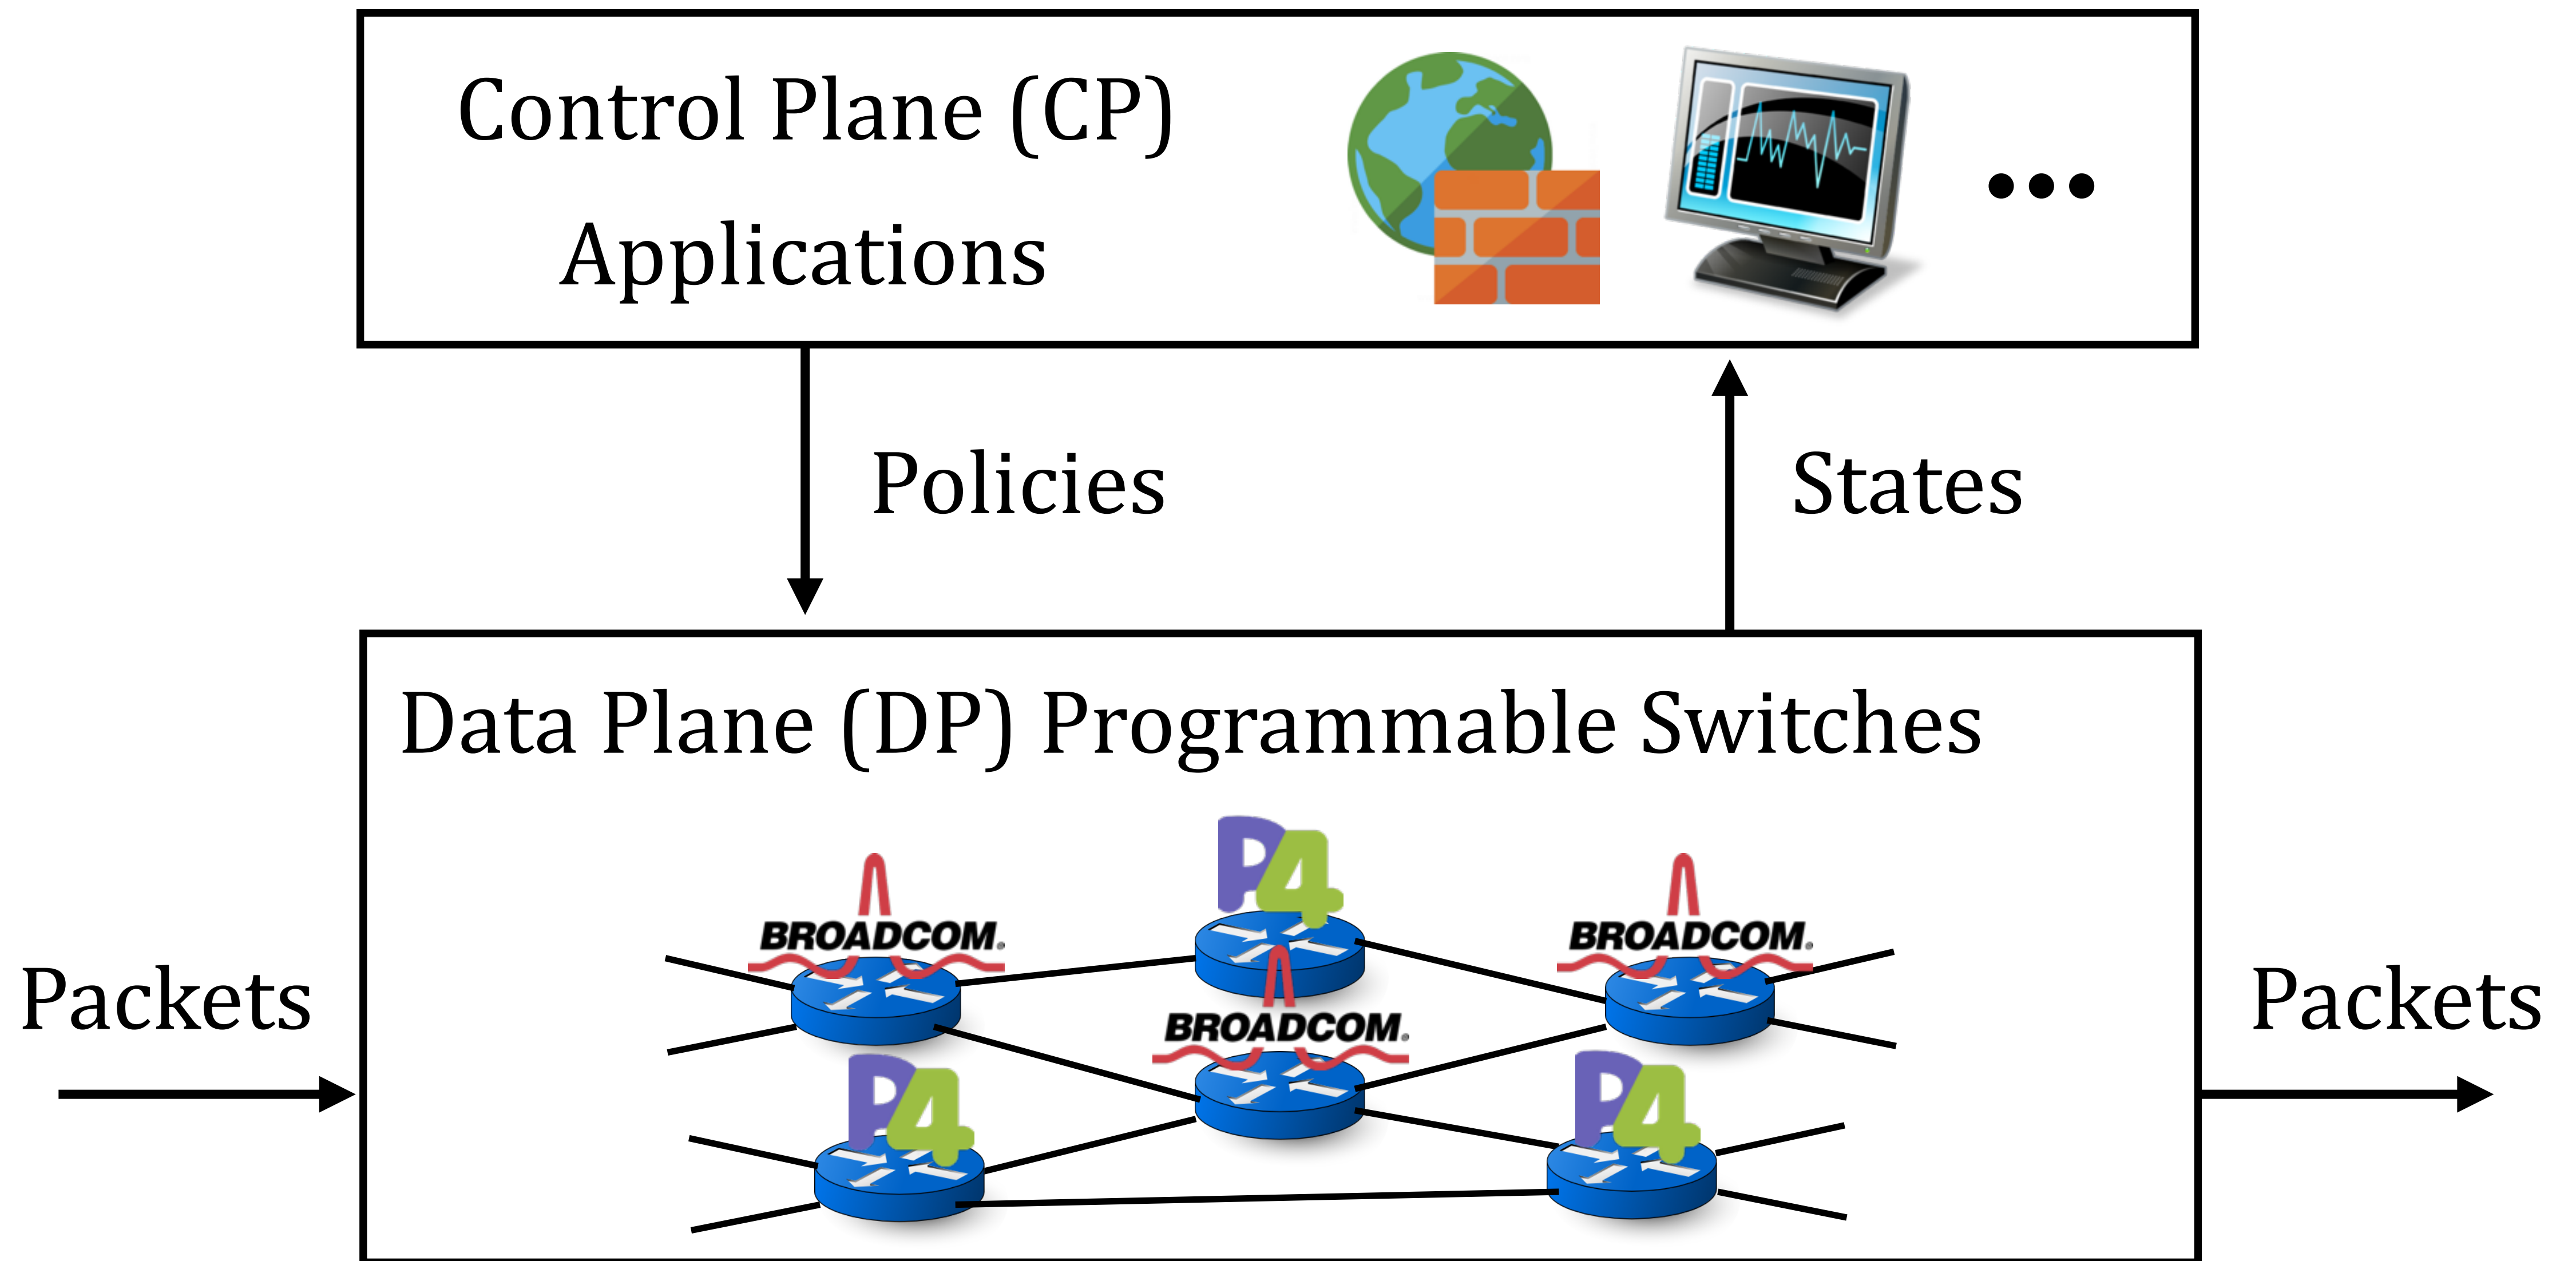 Control Plane (CP)
Applications
•••
Policies
States
Data Plane (DP) Programmable Switches
P4
BROADCOM®
BROADCOM®
BROADCOM®
P4
P4
Packets
Packets